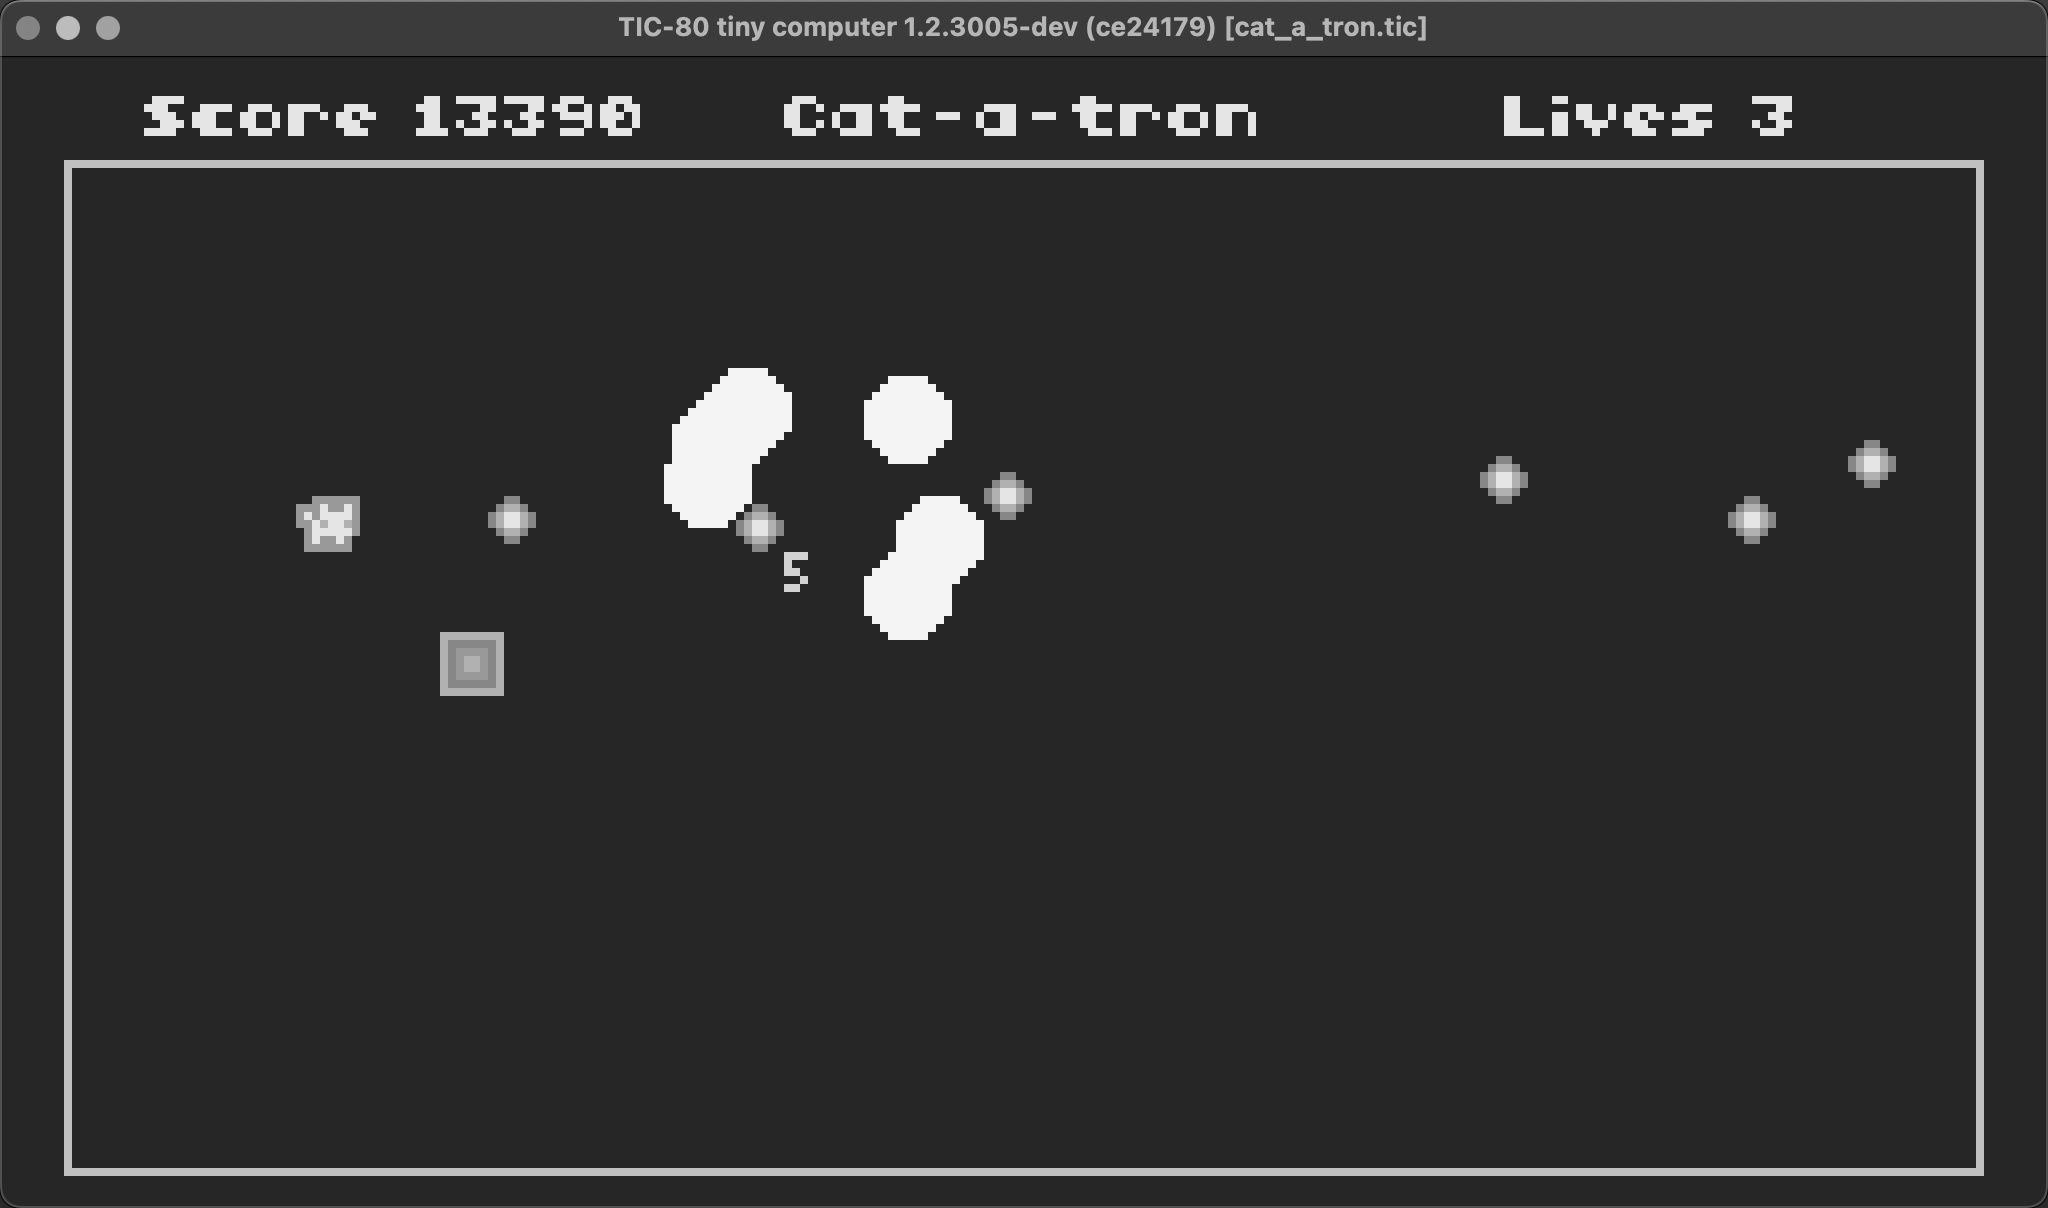 TIC-80 tiny computer 1.2.3005-dev (ce24179) [cat_a_tron.tic]
Score 13390 Cat-a-tron Lives 3
5